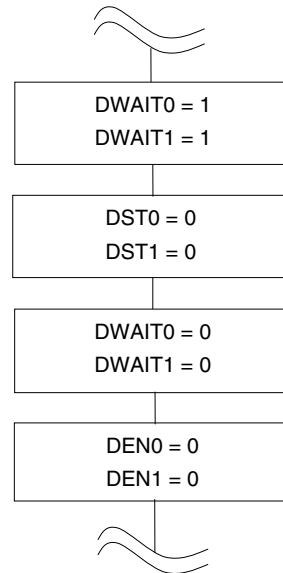 DWAIT0 = 1
DWAIT1 = 1
DST0 = 0
DST1 = 0
DWAIT0 = 0
DWAIT1 = 0
DEN0 = 0
DEN1 = 0